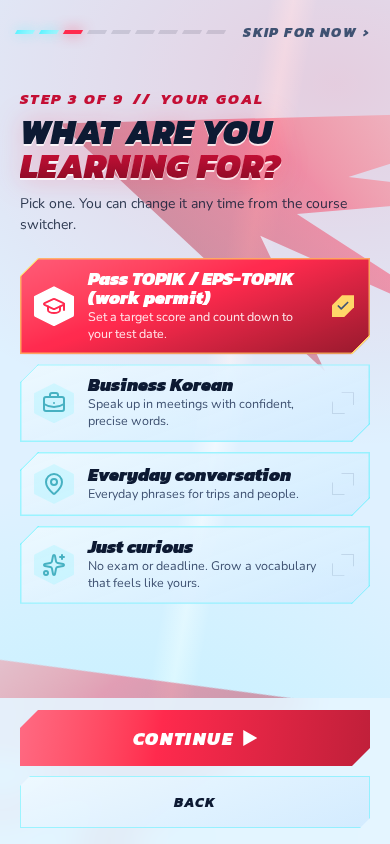 SKIP FOR NOW >
STEP 3 OF 9 // YOUR GOAL
WHAT ARE YOU
LEARNING FOR?
Pick one. You can change it any time from the course
switcher.
Pass TOPIK / EPS-TOPIK
(work permit)
Set a target score and count down to
your test date.
Business Korean
Speak up in meetings with confident,
precise words.
Everyday conversation
Everyday phrases for trips and people.
Just curious
No exam or deadline. Grow a vocabulary
that feels like yours.
CONTINUE ▶
BACK